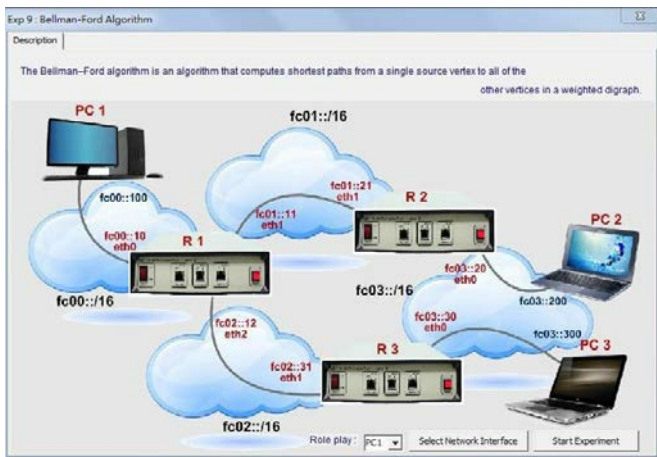 Exp 9 : Bellman-Ford Algorithm
Description
The Bellman–Ford algorithm is an algorithm that computes shortest paths from a single source vertex to all of the
other vertices in a weighted digraph.
PC 1
fc01::/16
fc00::100
fc01::21
eth1
R 2
fc01::11
eth1
PC 2
fc00::10
eth0
R 1
fc03::20
eth0
fc00::/16
fc03::/16
fc03::200
fc02::12
eth2
fc03::30
eth0
fc03::300
R 3
PC 3
fc02::31
eth1
fc02::/16
Role play :
PC1
Select Network Interface
Start Experiment